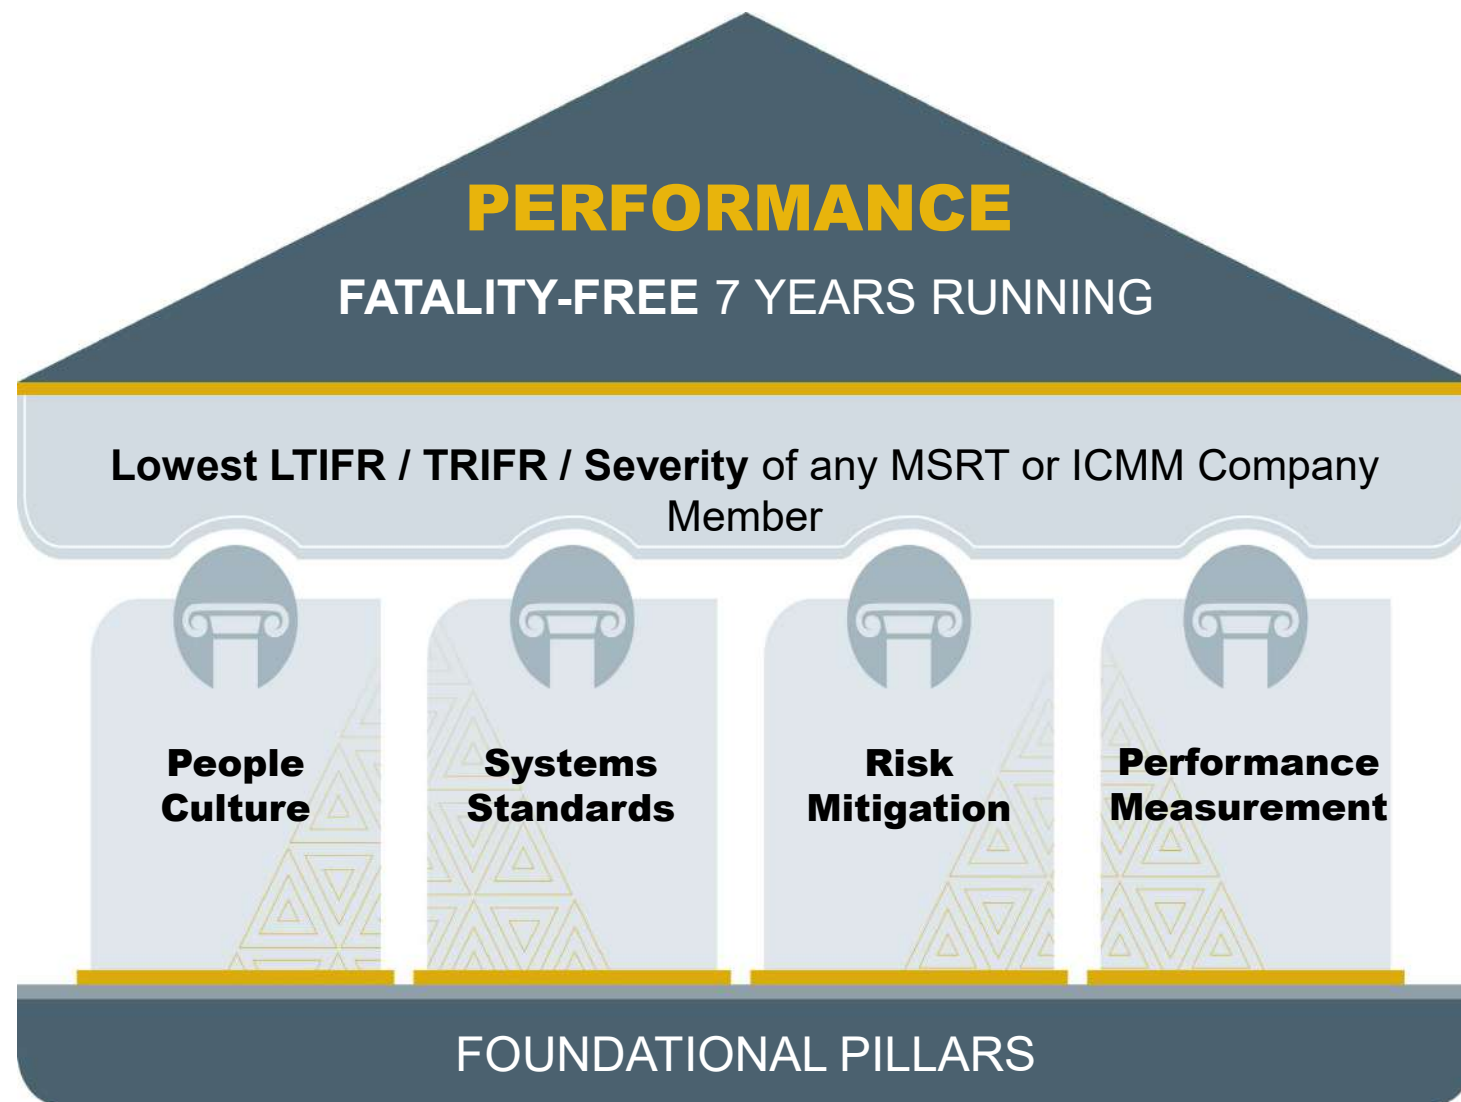 PERFORMANCE
FATALITY-FREE 7 YEARS RUNNING
Lowest LTIFR / TRIFR / Severity of any MSRT or ICMM Company
Member
People
Culture
Systems
Standards
Risk
Mitigation
Performance
Measurement
FOUNDATIONAL PILLARS